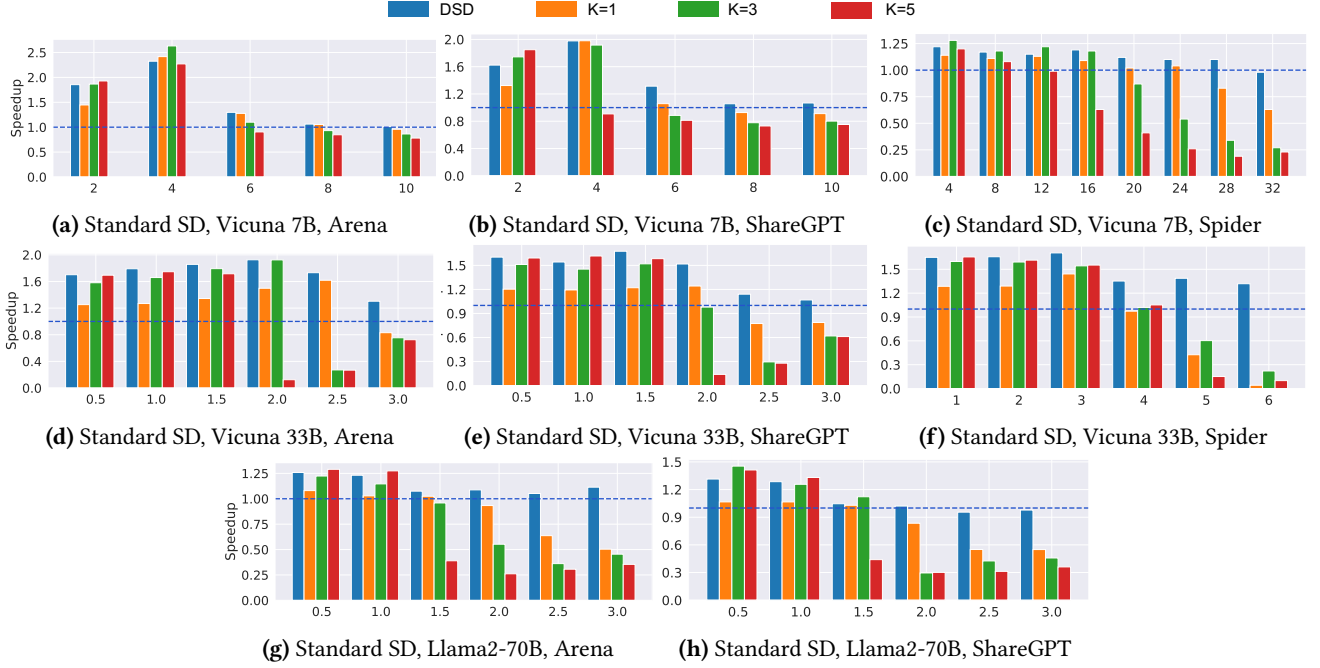 DSD K=1 K=3 K=5
Speedup
2.5
2.0
1.5
1.0
0.5
0.0
2 4 6 8 10
(a) Standard SD, Vicuna 7B, Arena
2.0
1.6
1.2
0.8
0.4
0.0
2 4 6 8 10
(b) Standard SD, Vicuna 7B, ShareGPT
1.25
1.00
0.75
0.50
0.25
0.00
4 8 12 16 20 24 28 32
(c) Standard SD, Vicuna 7B, Spider
Speedup
2.0
1.6
1.2
0.8
0.4
0.0
0.5 1.0 1.5 2.0 2.5 3.0
(d) Standard SD, Vicuna 33B, Arena
1.5
1.2
0.9
0.6
0.3
0.0
0.5 1.0 1.5 2.0 2.5 3.0
(e) Standard SD, Vicuna 33B, ShareGPT
1.5
1.2
0.9
0.6
0.3
0.0
1 2 3 4 5 6
(f) Standard SD, Vicuna 33B, Spider
Speedup
1.25
1.00
0.75
0.50
0.25
0.00
0.5 1.0 1.5 2.0 2.5 3.0
(g) Standard SD, Llama2-70B, Arena
1.5
1.2
0.9
0.6
0.3
0.0
0.5 1.0 1.5 2.0 2.5 3.0
(h) Standard SD, Llama2-70B, ShareGPT